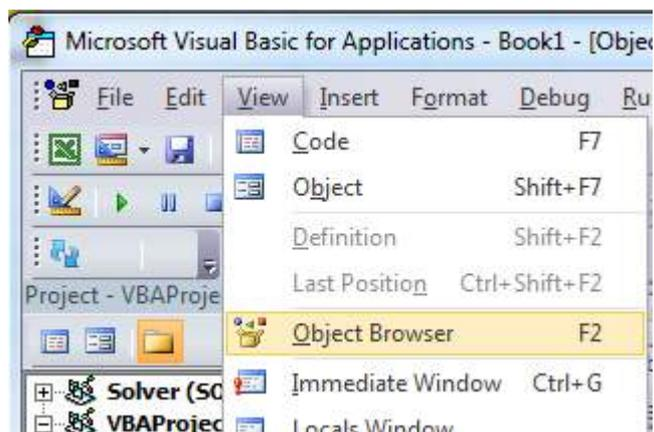 Microsoft Visual Basic for Applications - Book1 - [Objec
File Edit View Insert Format Debug Ru
Code F7
Object Shift+F7
Definition Shift+F2
Last Position Ctrl+Shift+F2
Project - VBAProje
Object Browser F2
Solver (SO
Immediate Window Ctrl+G
VBAProjec
Locals Window